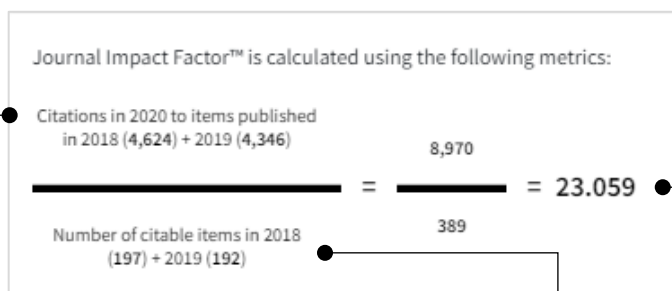 Journal Impact Factor™ is calculated using the following metrics:
Citations in 2020 to items published
in 2018 (4,624) + 2019 (4,346)
8,970
= = 23.059
389
Number of citable items in 2018
(197) + 2019 (192)